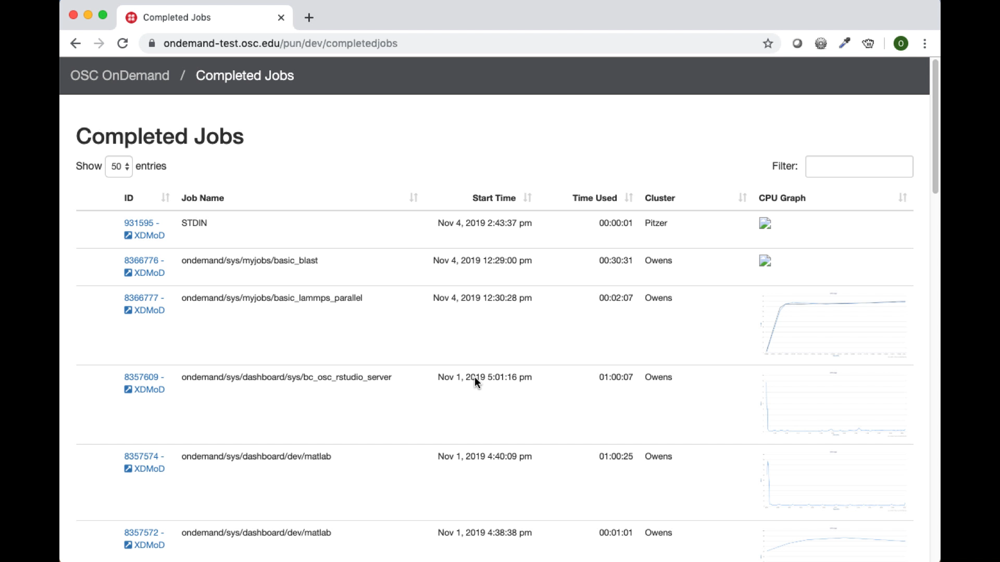 Completed Jobs
ondemand-test.osc.edu/pun/dev/completedjobs
O
OSC OnDemand / Completed Jobs
Completed Jobs
Show 50 entries Filter:
ID Job Name Start Time Time Used Cluster CPU Graph
931595 - STDIN Nov 4, 2019 2:43:37 pm 00:00:01 Pitzer
XDMoD
8366776 - ondemand/sys/myjobs/basic_blast Nov 4, 2019 12:29:00 pm 00:30:31 Owens
XDMoD
8366777 - ondemand/sys/myjobs/basic_lammps_parallel Nov 4, 2019 12:30:28 pm 00:02:07 Owens
XDMoD
8357609 - ondemand/sys/dashboard/sys/bc_osc_rstudio_server Nov 1, 2019 5:01:16 pm 01:00:07 Owens
XDMoD
8357574 - ondemand/sys/dashboard/dev/matlab Nov 1, 2019 4:40:09 pm 01:00:25 Owens
XDMoD
8357572 - ondemand/sys/dashboard/dev/matlab Nov 1, 2019 4:38:38 pm 00:01:01 Owens
XDMoD